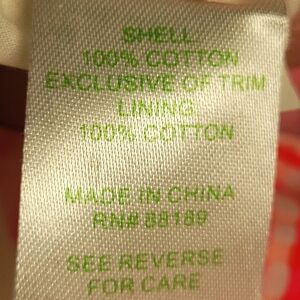 SHELL
100% COTTON
EXCLUSIVE OF TRIM
LINING
100% COTTON
MADE IN CHINA
RN# 88189
SEE REVERSE
FOR CARE